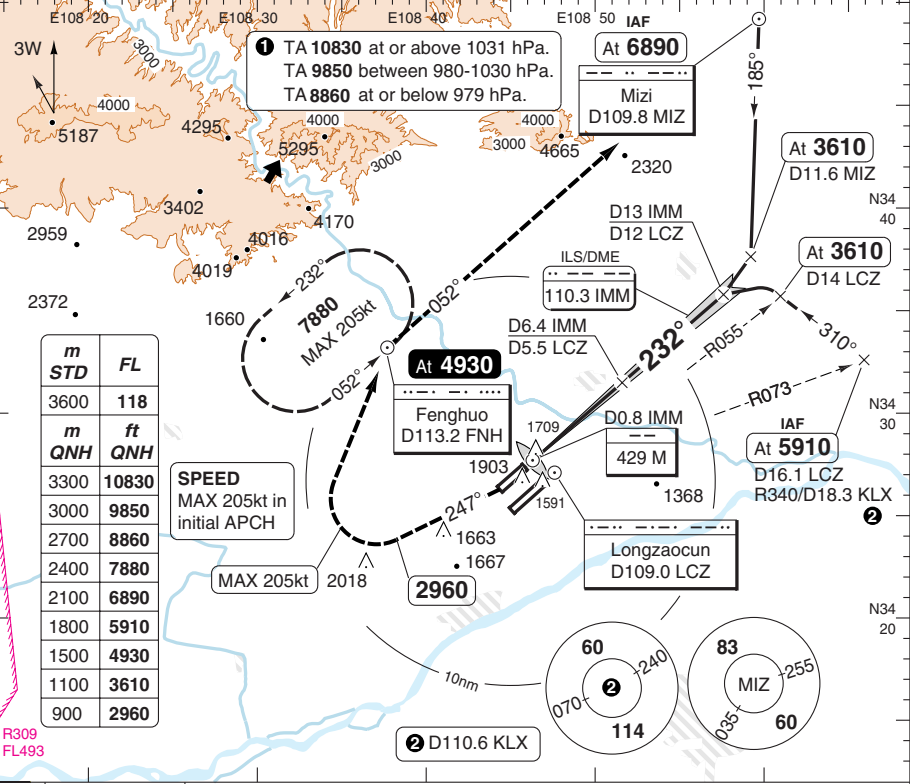 E108 20
E108 30
E108 40
E108 50
3W
3000
4000
5187
4295
❶ TA 10830 at or above 1031 hPa.
TA 9850 between 980-1030 hPa.
TA 8860 at or below 979 hPa.
4000
5295
3000
IAF
At 6890
Mizi
D109.8 MIZ
4000
3000
4665
2320
185°
At 3610
D11.6 MIZ
N34
40
3402
4170
4016
4019
2959
2372
D13 IMM
D12 LCZ
At 3610
D14 LCZ
ILS/DME
110.3 IMM
232°
7880
MAX 205kt
052°
052°
1660
D6.4 IMM
D5.5 LCZ
232°
R055
310°
R073
At 4930
Fenghuo
D113.2 FNH
N34
30
IAF
At 5910
D16.1 LCZ
R340/D18.3 KLX
❷
1709
D0.8 IMM
429 M
1903
1591
1368
m
STD
FL
3600 118
m
QNH
ft
QNH
3300 10830
3000 9850
2700 8860
2400 7880
2100 6890
1800 5910
1500 4930
1100 3610
900 2960
SPEED
MAX 205kt in
initial APCH
247°
1663
1667
MAX 205kt
2018
2960
Longzaocun
D109.0 LCZ
N34
20
10nm
60
240
❷
070
114
83
255
MIZ
035
60
R309
FL493
❷ D110.6 KLX